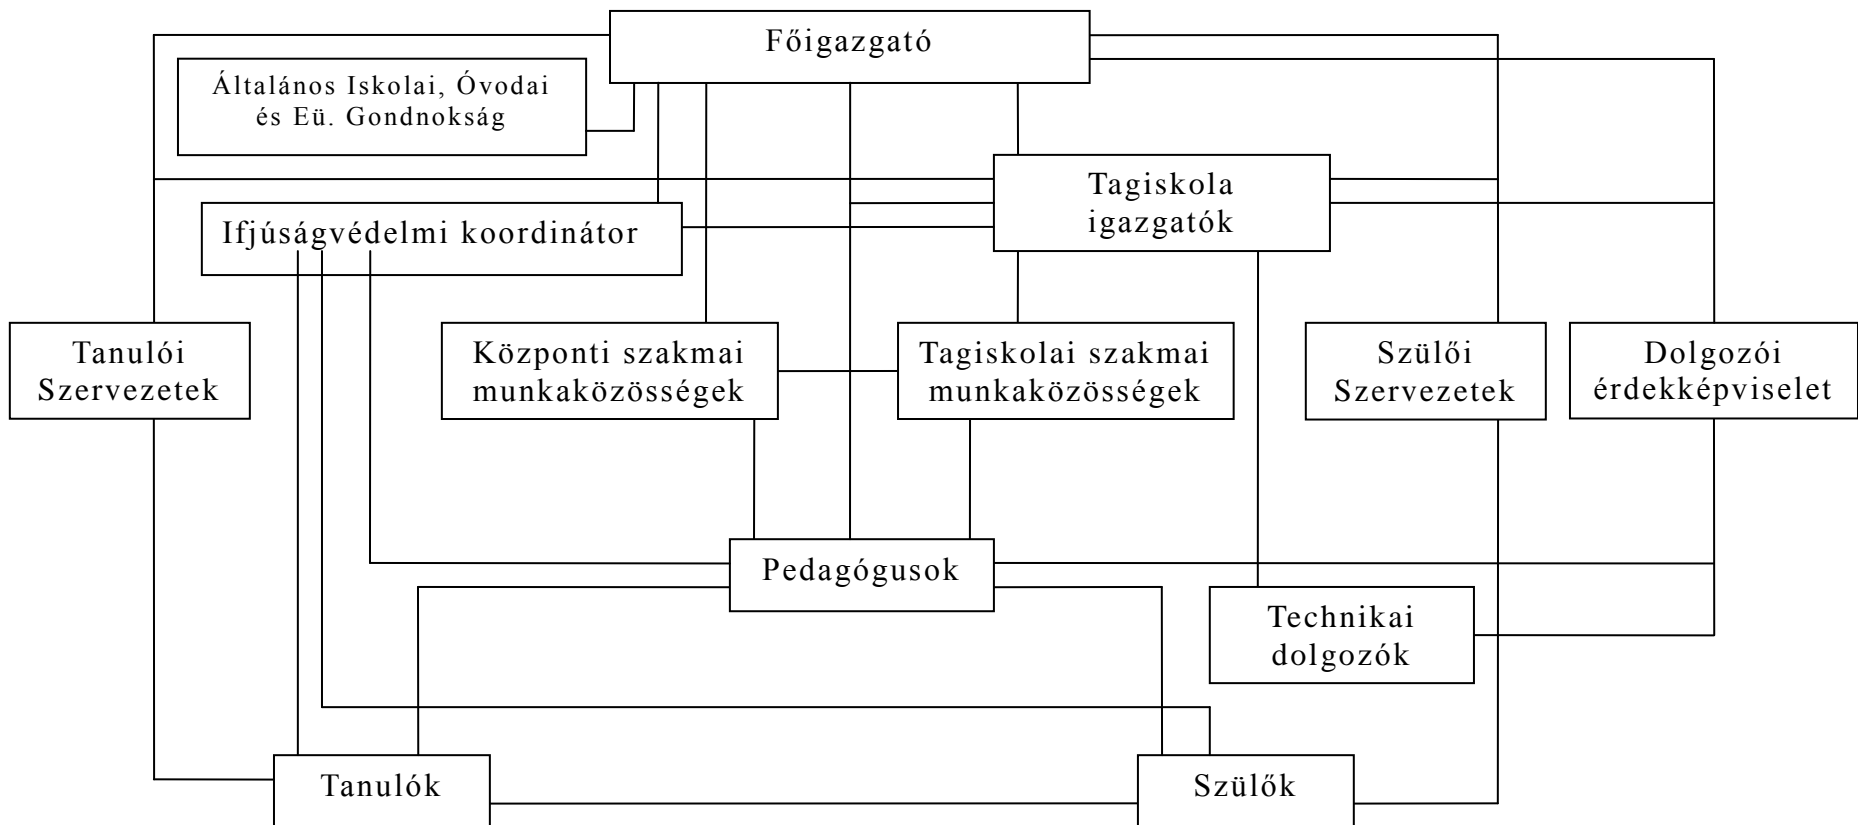 Főigazgató
Általános Iskolai, Óvodai
és Eü. Gondnokság
Tagiskola
igazgatók
Ifjúságvédelmi koordinátor
Tanulói
Szervezetek
Központi szakmai
munkaközösségek
Tagiskolai szakmai
munkaközösségek
Szülői
Szervezetek
Dolgozói
érdekképviselet
Pedagógusok
Technikai
dolgozók
Tanulók
Szülők